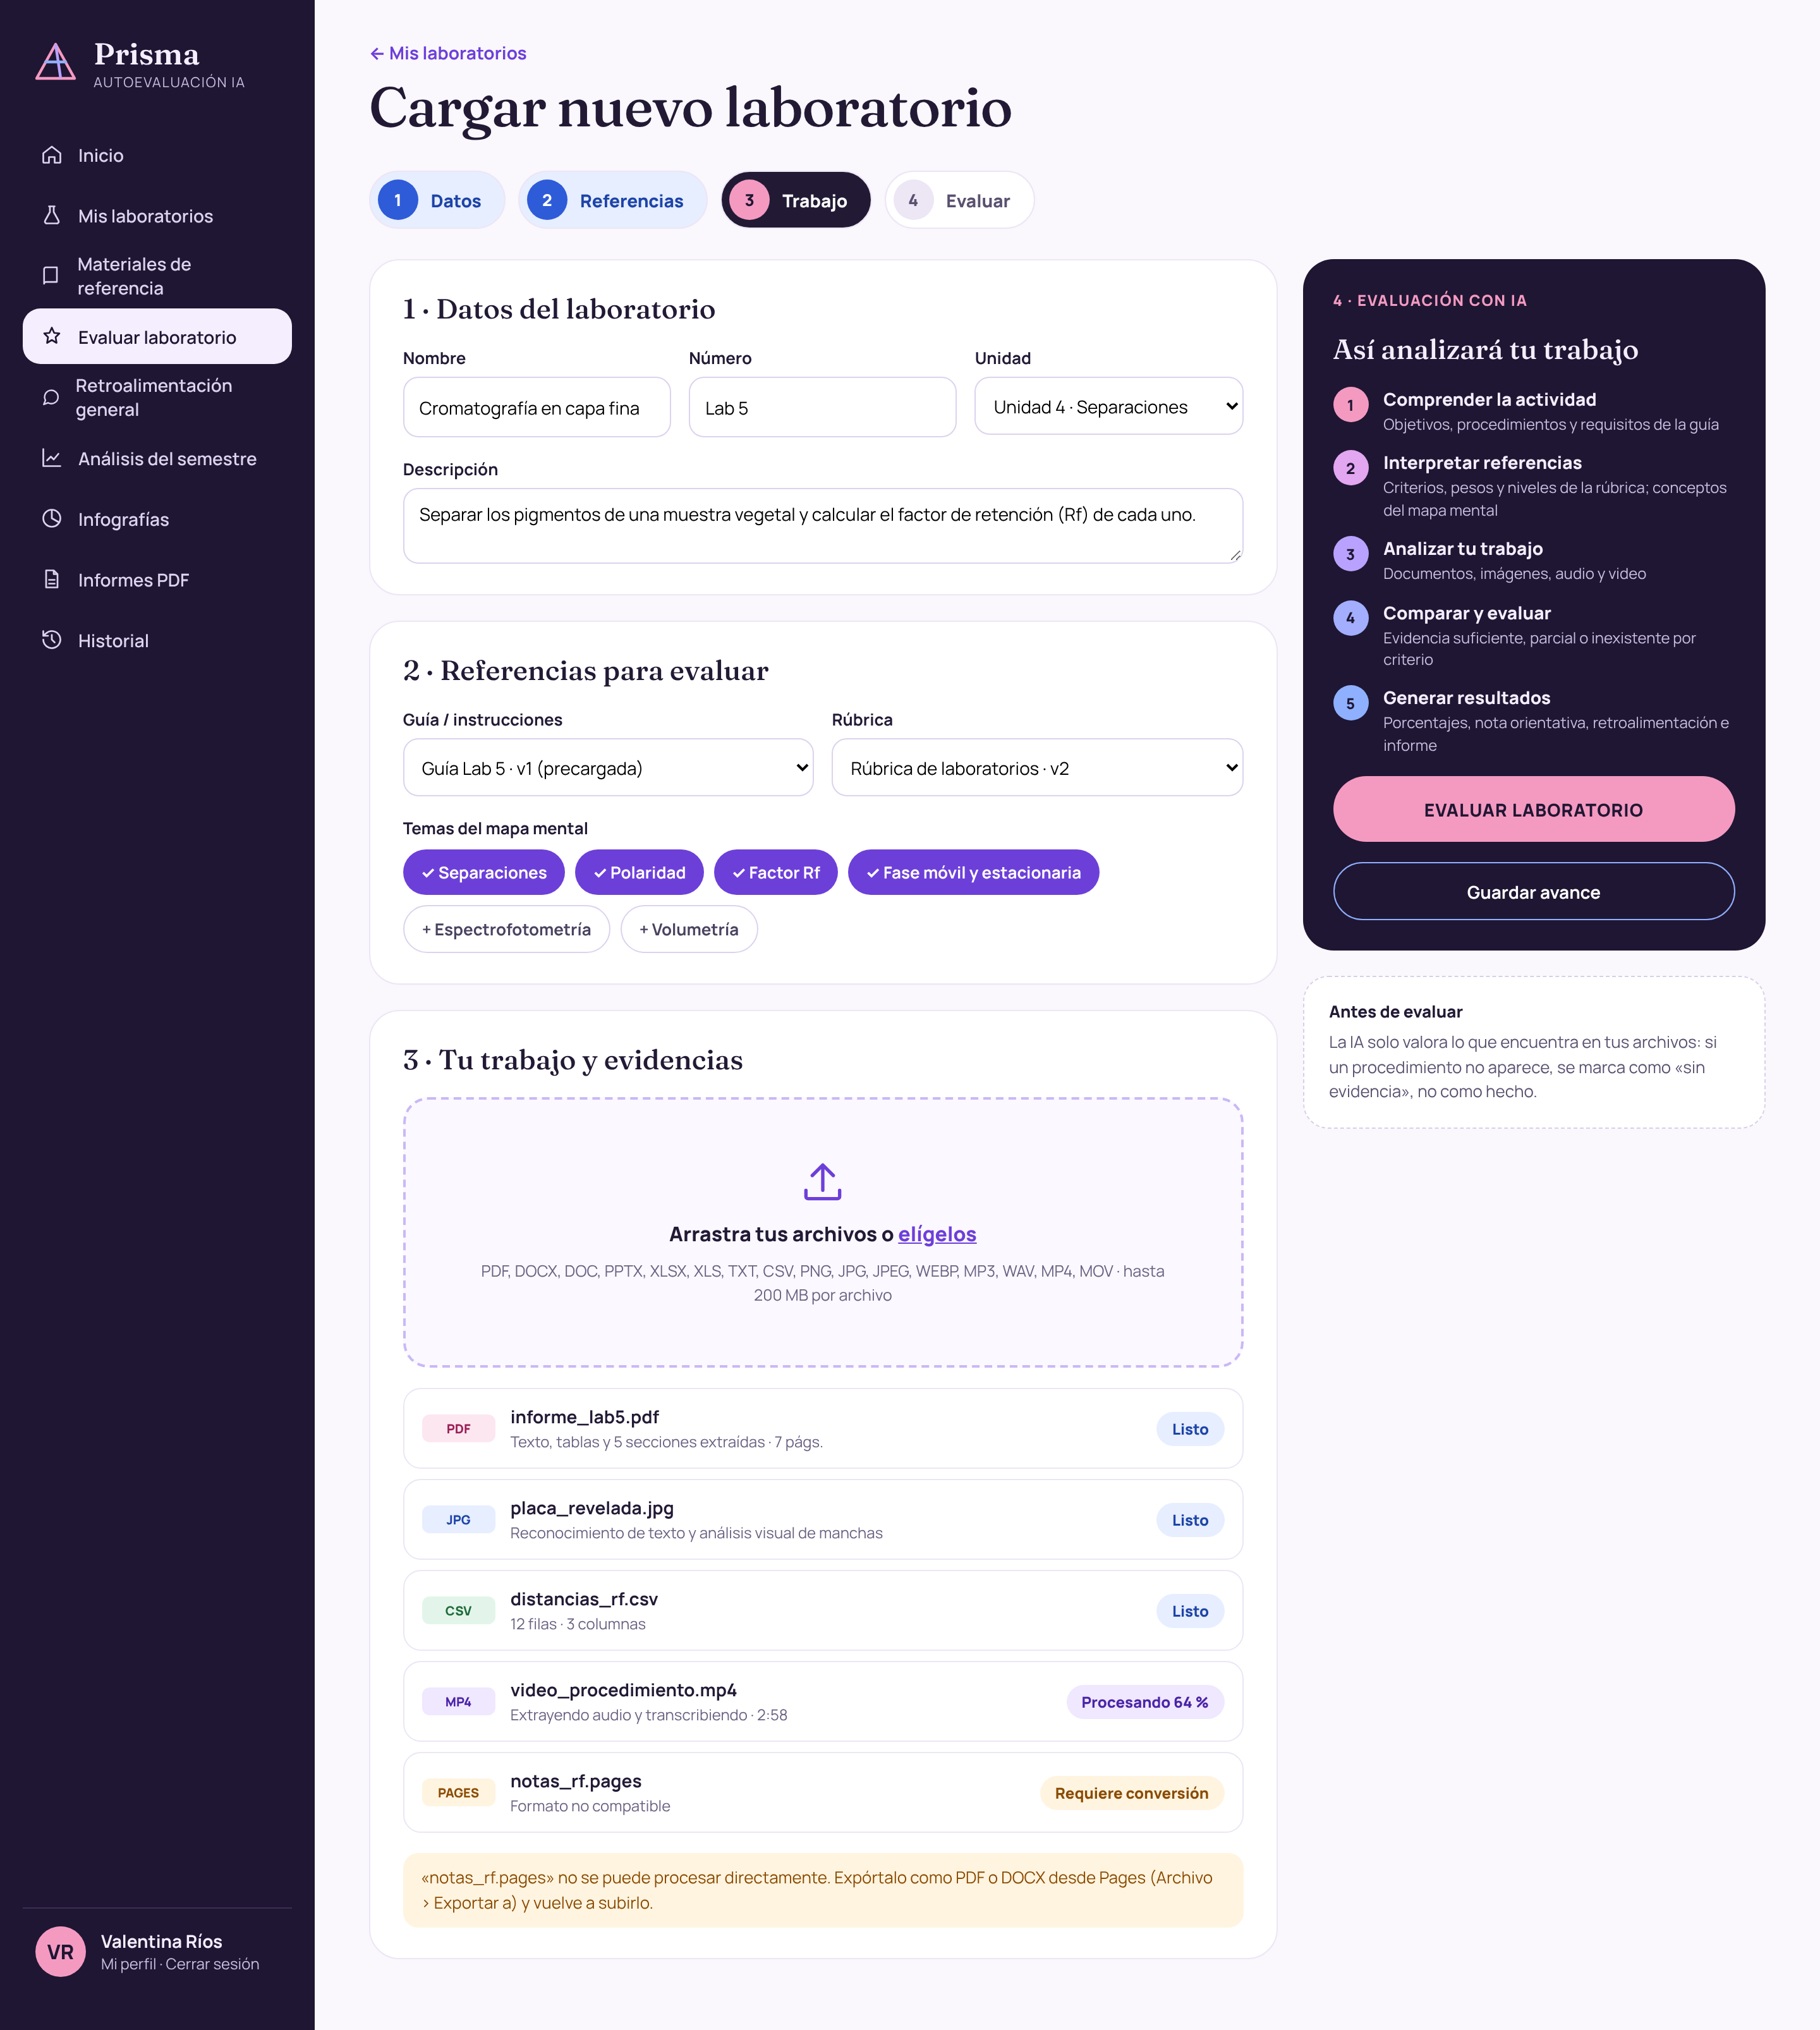 Prisma
AUTOEVALUACIÓN IA
Inicio
Mis laboratorios
Materiales de
referencia
Evaluar laboratorio
Retroalimentación
general
Análisis del semestre
Infografías
Informes PDF
Historial
VR
Valentina Ríos
Mi perfil · Cerrar sesión
← Mis laboratorios
Cargar nuevo laboratorio
1 Datos
2 Referencias
3 Trabajo
4 Evaluar
1 · Datos del laboratorio
Nombre
Número
Unidad
Cromatografía en capa fina
Lab 5
Unidad 4 · Separaciones
Descripción
Separar los pigmentos de una muestra vegetal y calcular el factor de retención (Rf) de cada uno.
2 · Referencias para evaluar
Guía / instrucciones
Rúbrica
Guía Lab 5 · v1 (precargada)
Rúbrica de laboratorios · v2
Temas del mapa mental
✓ Separaciones
✓ Polaridad
✓ Factor Rf
✓ Fase móvil y estacionaria
+ Espectrofotometría
+ Volumetría
3 · Tu trabajo y evidencias
Arrastra tus archivos o elígelos
PDF, DOCX, DOC, PPTX, XLSX, XLS, TXT, CSV, PNG, JPG, JPEG, WEBP, MP3, WAV, MP4, MOV · hasta
200 MB por archivo
PDF
informe_lab5.pdf
Texto, tablas y 5 secciones extraídas · 7 págs.
Listo
JPG
placa_revelada.jpg
Reconocimiento de texto y análisis visual de manchas
Listo
CSV
distancias_rf.csv
12 filas · 3 columnas
Listo
MP4
video_procedimiento.mp4
Extrayendo audio y transcribiendo · 2:58
Procesando 64 %
PAGES
notas_rf.pages
Formato no compatible
Requiere conversión
«notas_rf.pages» no se puede procesar directamente. Expórtalo como PDF o DOCX desde Pages (Archivo
› Exportar a) y vuelve a subirlo.
4 · EVALUACIÓN CON IA
Así analizará tu trabajo
1 Comprender la actividad
Objetivos, procedimientos y requisitos de la guía
2 Interpretar referencias
Criterios, pesos y niveles de la rúbrica; conceptos
del mapa mental
3 Analizar tu trabajo
Documentos, imágenes, audio y video
4 Comparar y evaluar
Evidencia suficiente, parcial o inexistente por
criterio
5 Generar resultados
Porcentajes, nota orientativa, retroalimentación e
informe
EVALUAR LABORATORIO
Guardar avance
Antes de evaluar
La IA solo valora lo que encuentra en tus archivos: si
un procedimiento no aparece, se marca como «sin
evidencia», no como hecho.